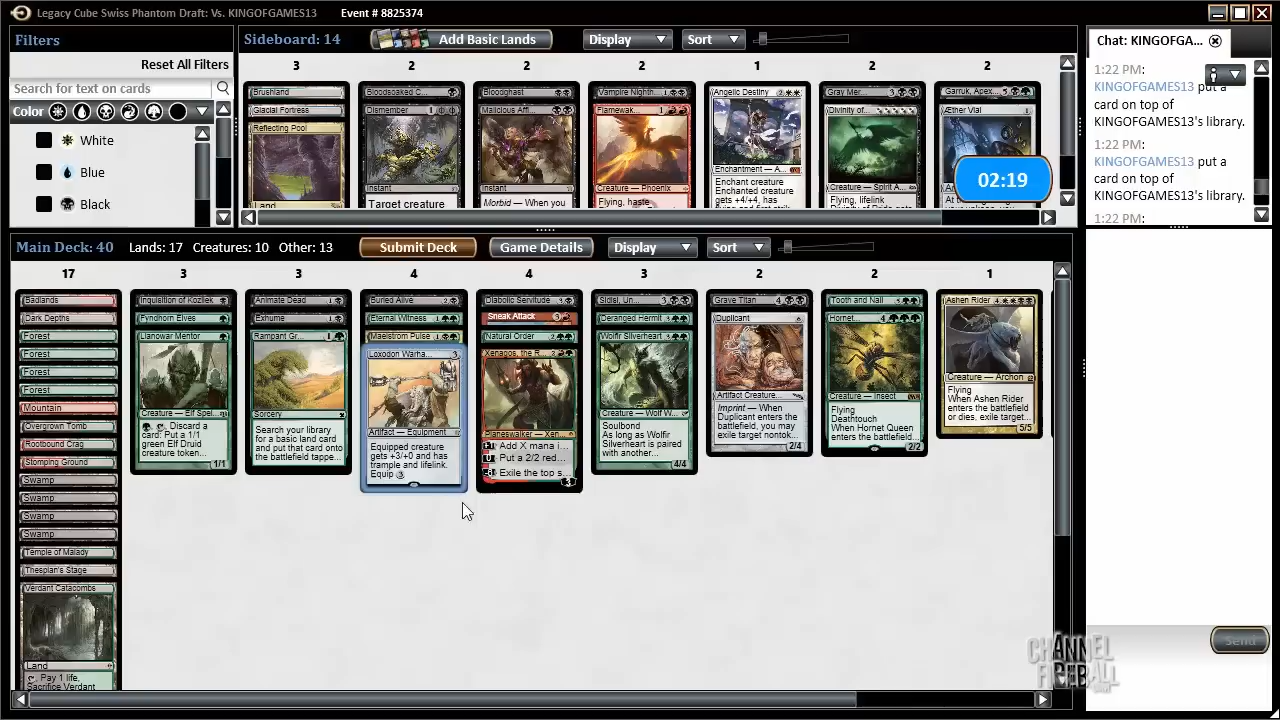 Legacy Cube Swiss Phantom Draft: Vs. KINGOFGAMES13 Event # 8825374
Filters
Reset All Filters
Search for text on cards
Color
White
Blue
Black
Sideboard: 14
Add Basic Lands
Display
Sort
3
2
2
2
1
2
2
Brushland
Glacial Fortress
Reflecting Pool
Land
Bloodsoaked C...
Dismember
Instant
Target creature
Bloodghast
Malicious Affl...
Instant
Morbid — When you
Vampire Nighth...
Flamewak...
Creature — Phoenix
Flying, haste
Angelic Destiny
Enchantment — A...
Enchant creature
Enchanted creature
gets +4/+4, has
Gray Mer...
Divinity of...
Creature — Spirit A...
Flying, lifelink
Garruk, Apex...
Æther Vial
02:19
Main Deck: 40
Lands: 17 Creatures: 10 Other: 13
Submit Deck
Game Details
Display
Sort
17
3
3
4
4
3
2
2
1
Badlands
Dark Depths
Forest
Forest
Forest
Forest
Mountain
Overgrown Tomb
Rootbound Crag
Stomping Ground
Swamp
Swamp
Swamp
Swamp
Temple of Malady
Thespian's Stage
Verdant Catacombs
Land
, Pay 1 life,
Sacrifice Verdant
Inquisition of Kozilek
Fyndhorn Elves
Llanowar Mentor
Creature — Elf Spel...
, Discard a
card: Put a 1/1
green Elf Druid
creature token...
1/1
Animate Dead
Exhume
Rampant Gr...
Sorcery
Search your library
for a basic land card
and put that card onto
the battlefield tappe...
Buried Alive
Eternal Witness
Maelstrom Pulse
Loxodon Warha...
Artifact — Equipment
Equipped creature
gets +3/+0 and has
trample and lifelink.
Equip 3
Diabolic Servitude
Sneak Attack
Natural Order
Xenagos, the R...
Planeswalker — Xen...
Add X mana i...
Put a 2/2 red...
Exile the top s...
3
Sidisi, Un...
Deranged Hermit
Wolfir Silverheart
Creature — Wolf W...
Soulbond
As long as Wolfir
Silverheart is paired
with another...
4/4
Grave Titan
Duplicant
Artifact Creature...
Imprint — When
Duplicant enters the
battlefield, you may
exile target nontok...
2/4
Tooth and Nail
Hornet...
Creature — Insect
Flying
Deathtouch
When Hornet Queen
enters the battlefield...
2/2
Ashen Rider
Creature — Archon
Flying
When Ashen Rider
enters the battlefield
or dies, exile target...
5/5
Chat: KINGOFGA...
1:22 PM:
KINGOFGAMES13 put a
card on top of
KINGOFGAMES13's library.
1:22 PM:
KINGOFGAMES13 put a
card on top of
KINGOFGAMES13's library.
1:22 PM:
Send
CHANNEL
FIREBALL